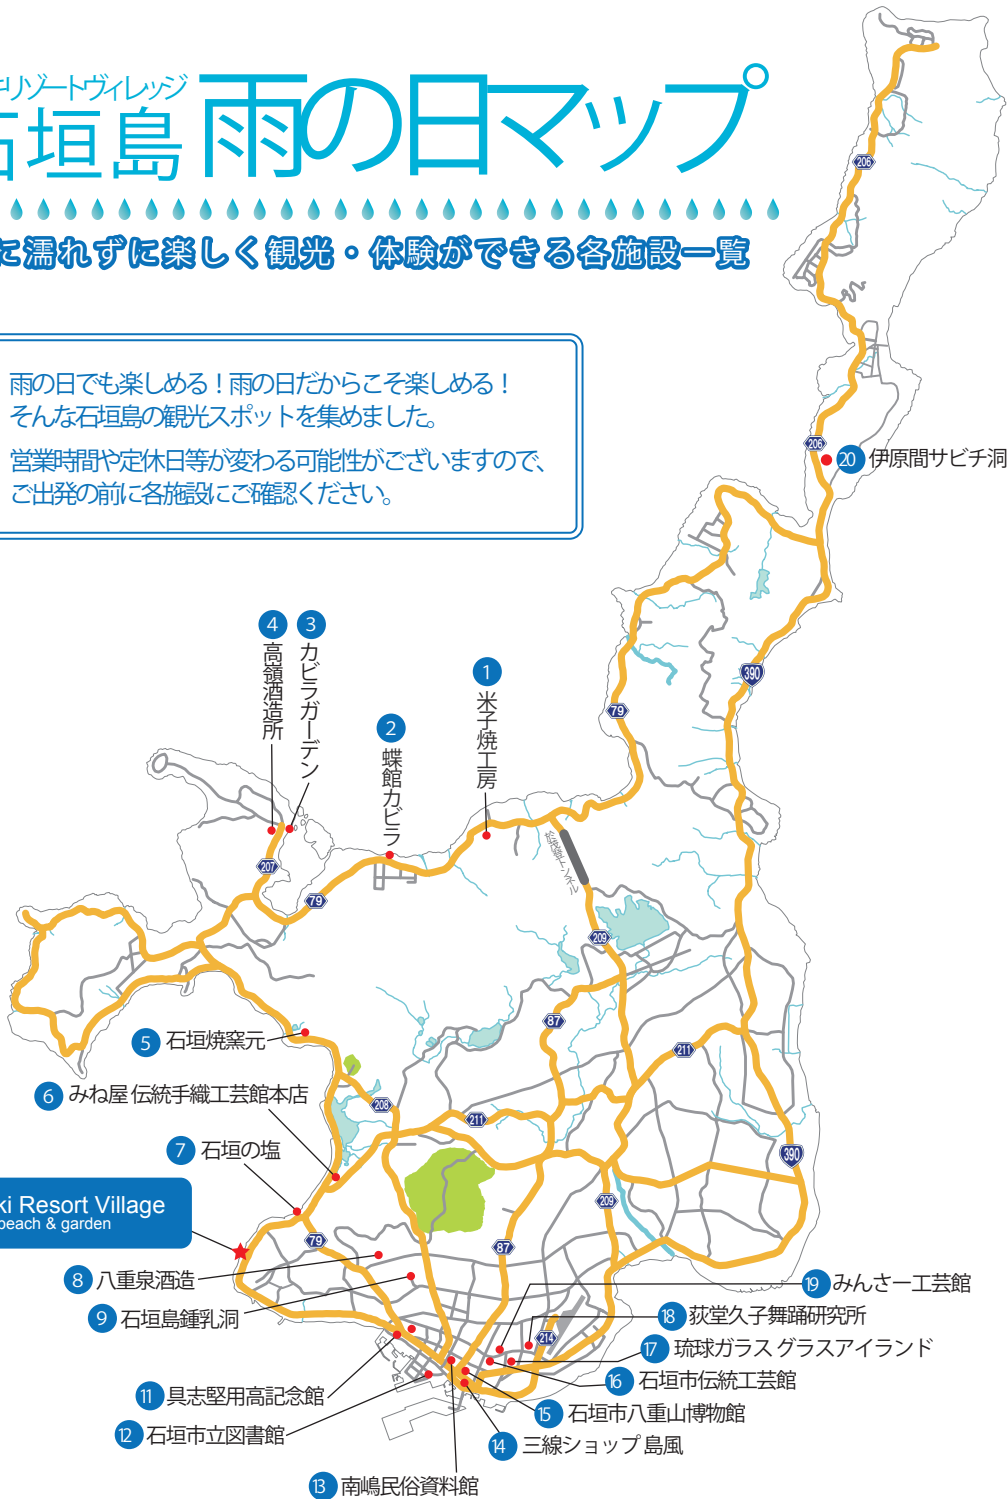 リゾートヴィレッジ
石垣島 雨の日マップ
に濡れずに楽しく観光・体験ができる各施設一覧
雨の日でも楽しめる！雨の日だからこそ楽しめる！
そんな石垣島の観光スポットを集めました。
営業時間や定休日等が変わる可能性がございますので、
ご出発の前に各施設にご確認ください。
206
206
20 伊原間サビチ洞
4 高嶺酒造所
3 カビラガーデン
1 米子焼工房
2 蝶館カビラ
390
79
207
79
209
87
211
5 石垣焼窯元
6 みね屋 伝統手織工芸館本店
208
211
7 石垣の塩
390
ki Resort Village
beach & garden
209
79
87
8 八重泉酒造
9 石垣島鍾乳洞
19 みんさー工芸館
18 荻堂久子舞踊研究所
214
17 琉球ガラス グラスアイランド
16 石垣市伝統工芸館
11 具志堅用高記念館
15 石垣市八重山博物館
12 石垣市立図書館
14 三線ショップ 島風
13 南嶋民俗資料館